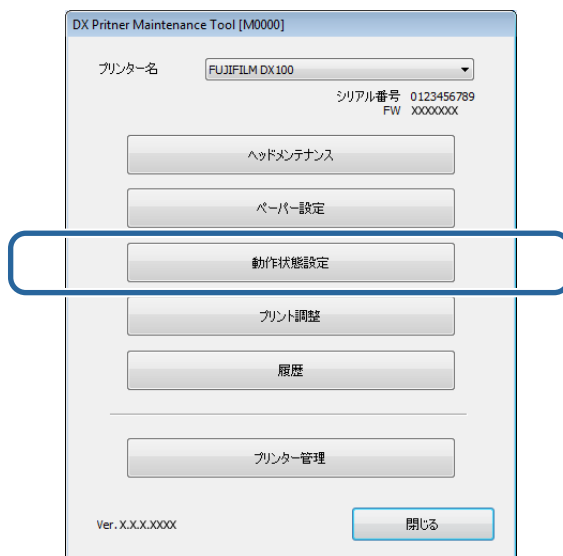 DX Pritner Maintenance Tool [M0000]
プリンター名 FUJIFILM DX100
シリアル番号 0123456789
FW XXXXXXX
ヘッドメンテナンス
ペーパー設定
動作状態設定
プリント調整
履歴
プリンター管理
Ver. X.X.X.XXXX 閉じる